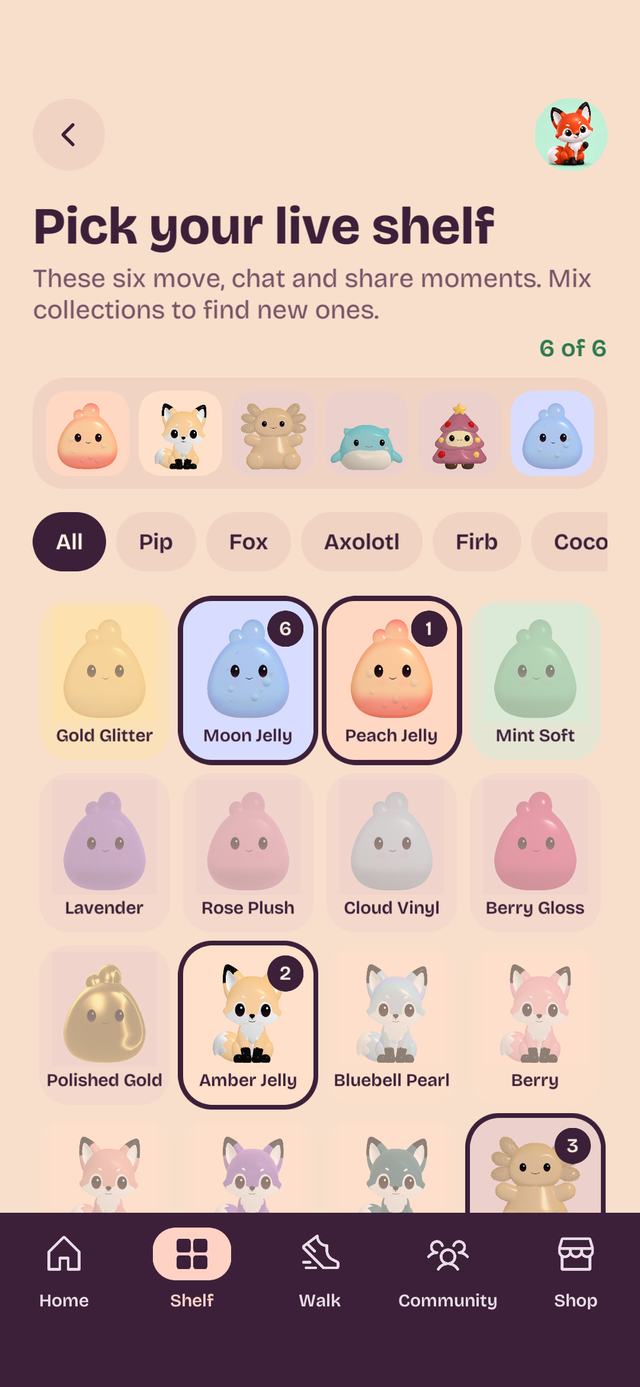 Pick your live shelf
These six move, chat and share moments. Mix
collections to find new ones.
6 of 6
All
Pip
Fox
Axolotl
Firb
Coco
6
1
Gold Glitter
Moon Jelly
Peach Jelly
Mint Soft
Lavender
Rose Plush
Cloud Vinyl
Berry Gloss
2
Polished Gold
Amber Jelly
Bluebell Pearl
Berry
3
Home
Shelf
Walk
Community
Shop